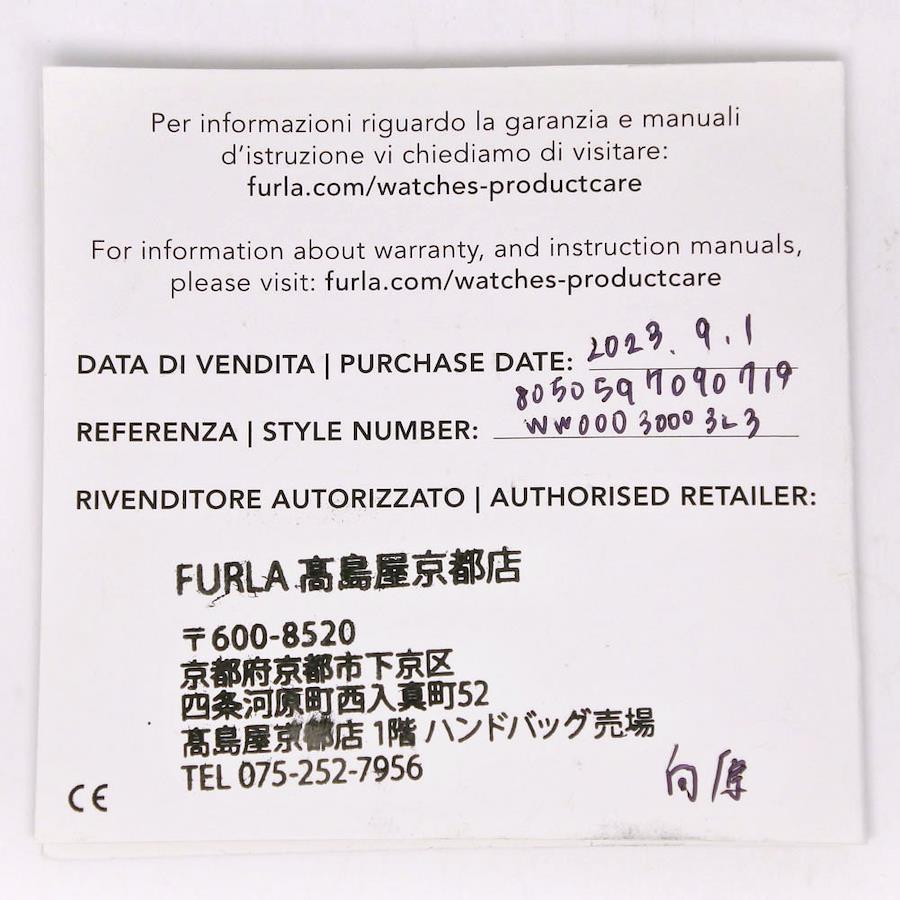 Per informazioni riguardo la garanzia e manuali
d'istruzione vi chiediamo di visitare:
furla.com/watches-productcare
For information about warranty, and instruction manuals,
please visit: furla.com/watches-productcare
DATA DI VENDITA | PURCHASE DATE: 2023.9.1
8050597090719
REFERENZA | STYLE NUMBER: WW00030003L3
RIVENDITORE AUTORIZZATO | AUTHORISED RETAILER:
FURLA 髙島屋京都店
〒600-8520
京都府京都市下京区
四条河原町西入真町52
髙島屋京都店 1階 ハンドバッグ売場
TEL 075-252-7956
向原
CE